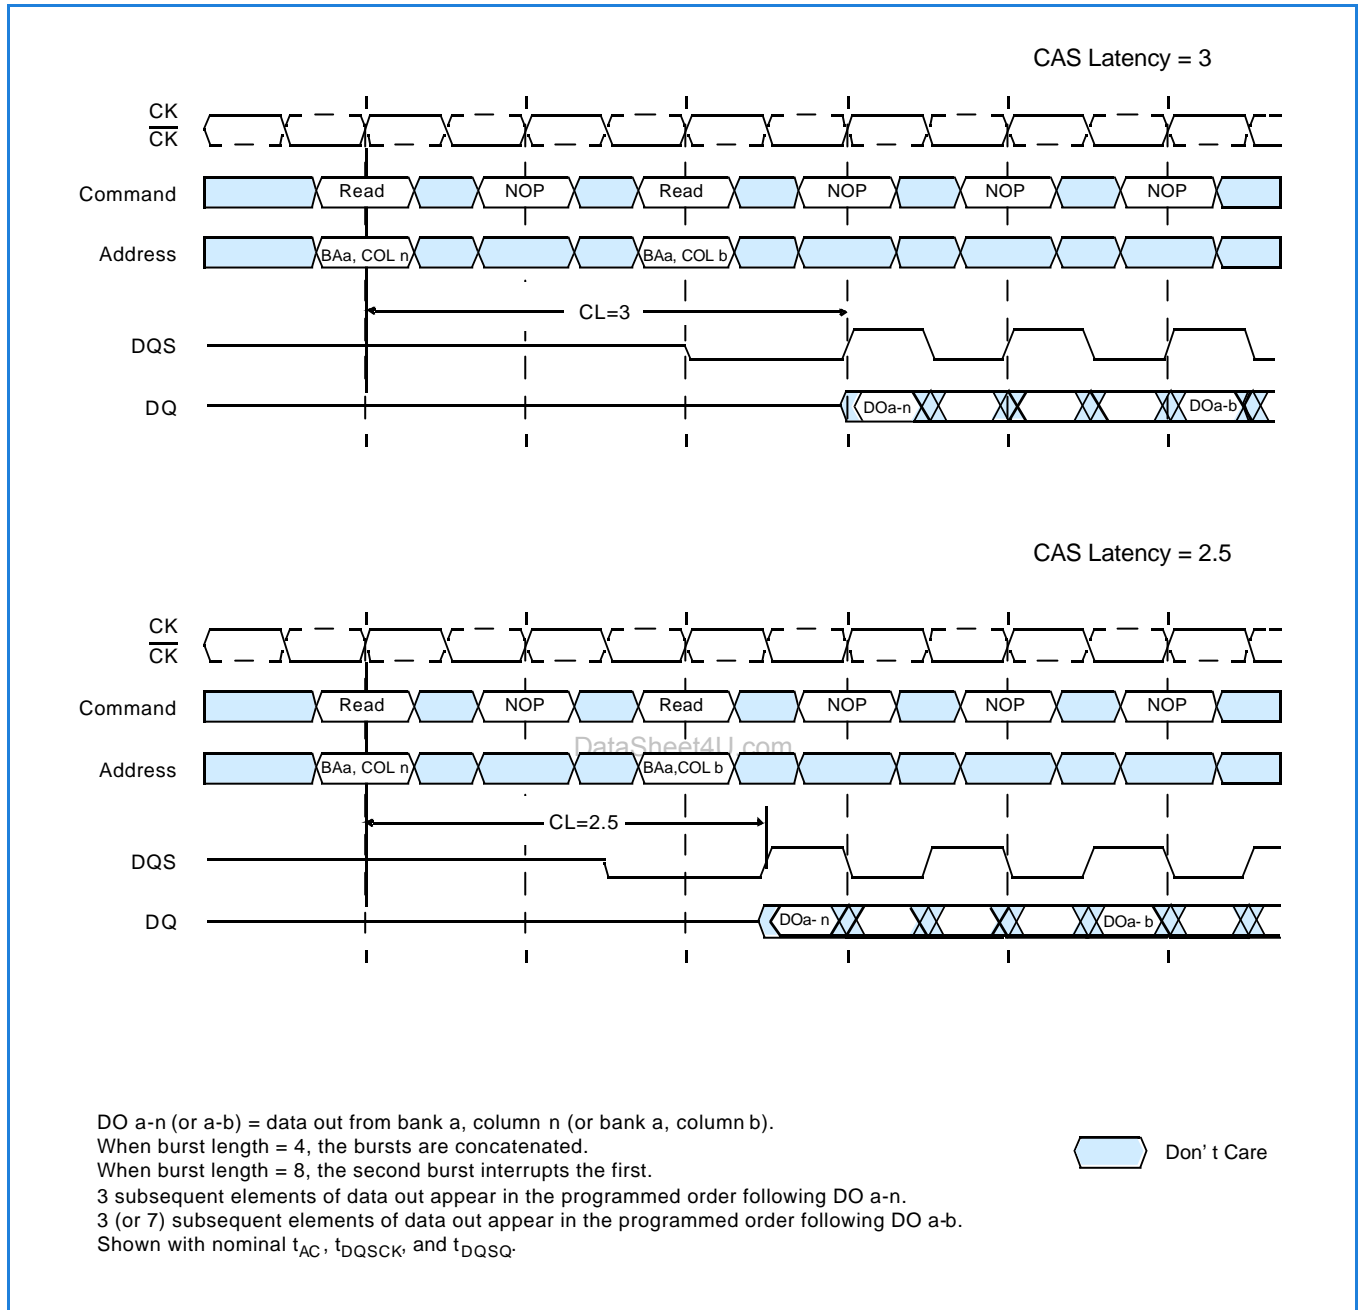 CAS Latency = 3
CK
CK
Command Read NOP Read NOP NOP NOP
Address BAa, COL n BAa, COL b
CL=3
DQS
DQ DOa-n DOa-b
CAS Latency = 2.5
CK
CK
Command Read NOP Read NOP NOP NOP
DataSheet4U.com
Address BAa, COL n BAa,COL b
CL=2.5
DQS
DQ DOa- n DOa- b
DO a-n (or a-b) = data out from bank a, column n (or bank a, column b).
When burst length = 4, the bursts are concatenated.
When burst length = 8, the second burst interrupts the first.
Don' t Care
3 subsequent elements of data out appear in the programmed order following DO a-n.
3 (or 7) subsequent elements of data out appear in the programmed order following DO a-b.
Shown with nominal tAC, tDQSCK, and tDQSQ.